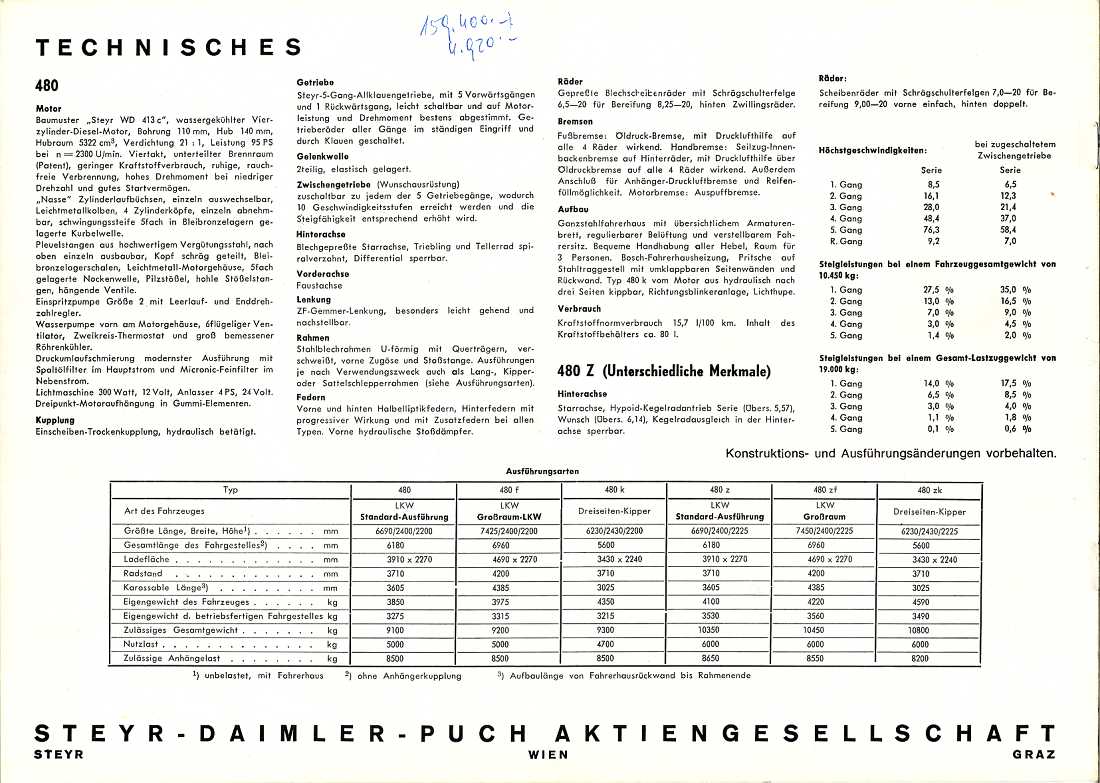 159.400.-
4.920.-
TECHNISCHES
480
Motor
Baumuster „Steyr WD 413 c“, wassergekühlter Vier-
zylinder-Diesel-Motor, Bohrung 110 mm, Hub 140 mm,
Hubraum 5322 cm³, Verdichtung 21 : 1, Leistung 95 PS
bei n = 2300 U/min. Viertakt, unterteilter Brennraum
(Patent), geringer Kraftstoffverbrauch, ruhige, rauch-
freie Verbrennung, hohes Drehmoment bei niedriger
Drehzahl und gutes Startvermögen.
„Nasse“ Zylinderlaufbüchsen, einzeln auswechselbar,
Leichtmetallkolben, 4 Zylinderköpfe, einzeln abnehm-
bar, schwingungssteife 5fach in Bleibronzelagern ge-
lagerte Kurbelwelle.
Pleuelstangen aus hochwertigem Vergütungsstahl, nach
oben einzeln ausbaubar, Kopf schräg geteilt, Blei-
bronzelagerschalen, Leichtmetall-Motorgehäuse, 5fach
gelagerte Nockenwelle, Pilzstößel, hohle Stößelstan-
gen, hängende Ventile.
Einspritzpumpe Größe 2 mit Leerlauf- und Enddreh-
zahlregler.
Wasserpumpe vorn am Motorgehäuse, 6flügeliger Ven-
tilator, Zweikreis-Thermostat und groß bemessener
Röhrenkühler.
Druckumlaufschmierung modernster Ausführung mit
Spaltölfilter im Hauptstrom und Micronic-Feinfilter im
Nebenstrom.
Lichtmaschine 300 Watt, 12 Volt, Anlasser 4 PS, 24 Volt.
Dreipunkt-Motoraufhängung in Gummi-Elementen.
Kupplung
Einscheiben-Trockenkupplung, hydraulisch betätigt.
Getriebe
Steyr-5-Gang-Allklauengetriebe, mit 5 Vorwärtsgängen
und 1 Rückwärtsgang, leicht schaltbar und auf Motor-
leistung und Drehmoment bestens abgestimmt. Ge-
trieberöder aller Gänge im ständigen Eingriff und
durch Klauen geschaltet.
Gelenkwelle
2teilig, elastisch gelagert.
Zwischengetriebe (Wunschausrüstung)
zuschaltbar zu jedem der 5 Getriebegänge, wodurch
10 Geschwindigkeitsstufen erreicht werden und die
Steigfähigkeit entsprechend erhöht wird.
Hinterachse
Blechgepreßte Starrachse, Triebling und Tellerrad spi-
ralverzahnt, Differential sperrbar.
Vorderachse
Faustachse
Lenkung
ZF-Gemmer-Lenkung, besonders leicht gehend und
nachstellbar.
Rahmen
Stahlblechrahmen U-förmig mit Querträgern, ver-
schweißt, vorne Zugöse und Stoßstange. Ausführungen
je nach Verwendungszweck auch als Lang-, Kipper-
oder Sattelschlepperrahmen (siehe Ausführungsarten).
Federn
Vorne und hinten Halbelliptikfedern, Hinterfedern mit
progressiver Wirkung und mit Zusatzfedern bei allen
Typen. Vorne hydraulische Stoßdämpfer.
Räder
Gepreßte Blechscheibenräder mit Schrägschulterfelge
6,5—20 für Bereifung 8,25—20, hinten Zwillingsräder.
Bremsen
Fußbremse: Öldruck-Bremse, mit Drucklufthilfe auf
alle 4 Räder wirkend. Handbremse: Seilzug-Innen-
backenbremse auf Hinterräder, mit Drucklufthilfe über
Öldruckbremse auf alle 4 Räder wirkend. Außerdem
Anschluß für Anhänger-Druckluftbremse und Reifen-
füllmöglichkeit. Motorbremse: Auspuffbremse.
Aufbau
Ganzstahlfahrerhaus mit übersichtlichem Armaturen-
brett, regulierbarer Belüftung und verstellbarem Fah-
rersitz. Bequeme Handhabung aller Hebel, Raum für
3 Personen. Bosch-Fahrerhausheizung, Pritsche auf
Stahltraggestell mit umklappbaren Seitenwänden und
Rückwand. Typ 480 k vom Motor aus hydraulisch nach
drei Seiten kippbar, Richtungsblinkeranlage, Lichthupe.
Verbrauch
Kraftstoffnormverbrauch 15,7 l/100 km. Inhalt des
Kraftstoffbehälters ca. 80 l.
480 Z (Unterschiedliche Merkmale)
Hinterachse
Starrachse, Hypoid-Kegelradantrieb Serie (Übers. 5,57),
Wunsch (Übers. 6,14), Kegelradausgleich in der Hinter-
achse sperrbar.
Räder:
Scheibenräder mit Schrägschulterfelgen 7,0—20 für Be-
reifung 9,00—20 vorne einfach, hinten doppelt.
Höchstgeschwindigkeiten: bei zugeschaltetem
Zwischengetriebe
Serie Serie
1. Gang 8,5 6,5
2. Gang 16,1 12,3
3. Gang 28,0 21,4
4. Gang 48,4 37,0
5. Gang 76,3 58,4
R. Gang 9,2 7,0
Steigleistungen bei einem Fahrzeuggesamtgewicht von
10.450 kg:
1. Gang 27,5 % 35,0 %
2. Gang 13,0 % 16,5 %
3. Gang 7,0 % 9,0 %
4. Gang 3,0 % 4,5 %
5. Gang 1,4 % 2,0 %
Steigleistungen bei einem Gesamt-Lastzuggewicht von
19.000 kg:
1. Gang 14,0 % 17,5 %
2. Gang 6,5 % 8,5 %
3. Gang 3,0 % 4,0 %
4. Gang 1,1 % 1,8 %
5. Gang 0,1 % 0,6 %
Konstruktions- und Ausführungsänderungen vorbehalten.
Ausführungsarten
Typ 480 480 f 480 k 480 z 480 zf 480 zk
Art des Fahrzeuges LKW Standard-Ausführung LKW Großraum-LKW Dreiseiten-Kipper LKW Standard-Ausführung LKW Großraum Dreiseiten-Kipper
Größte Länge, Breite, Höhe¹) . . . . . . mm 6690/2400/2200 7425/2400/2200 6230/2430/2200 6690/2400/2225 7450/2400/2225 6230/2430/2225
Gesamtlänge des Fahrgestelles²) . . . . mm 6180 6960 5600 6180 6960 5600
Ladefläche . . . . . . . . . . . . . mm 3910 x 2270 4690 x 2270 3430 x 2240 3910 x 2270 4690 x 2270 3430 x 2240
Radstand . . . . . . . . . . . . . mm 3710 4200 3710 3710 4200 3710
Karossable Länge³) . . . . . . . . . mm 3605 4385 3025 3605 4385 3025
Eigengewicht des Fahrzeuges . . . . . . kg 3850 3975 4350 4100 4220 4590
Eigengewicht d. betriebsfertigen Fahrgestelles kg 3275 3315 3215 3530 3560 3490
Zulässiges Gesamtgewicht . . . . . . . kg 9100 9200 9300 10350 10450 10800
Nutzlast . . . . . . . . . . . . . . kg 5000 5000 4700 6000 6000 6000
Zulässige Anhängelast . . . . . . . . kg 8500 8500 8500 8650 8550 8200
¹) unbelastet, mit Fahrerhaus ²) ohne Anhängerkupplung ³) Aufbaulänge von Fahrerhausrückwand bis Rahmenende
STEYR-DAIMLER-PUCH AKTIENGESELLSCHAFT
STEYR WIEN GRAZ